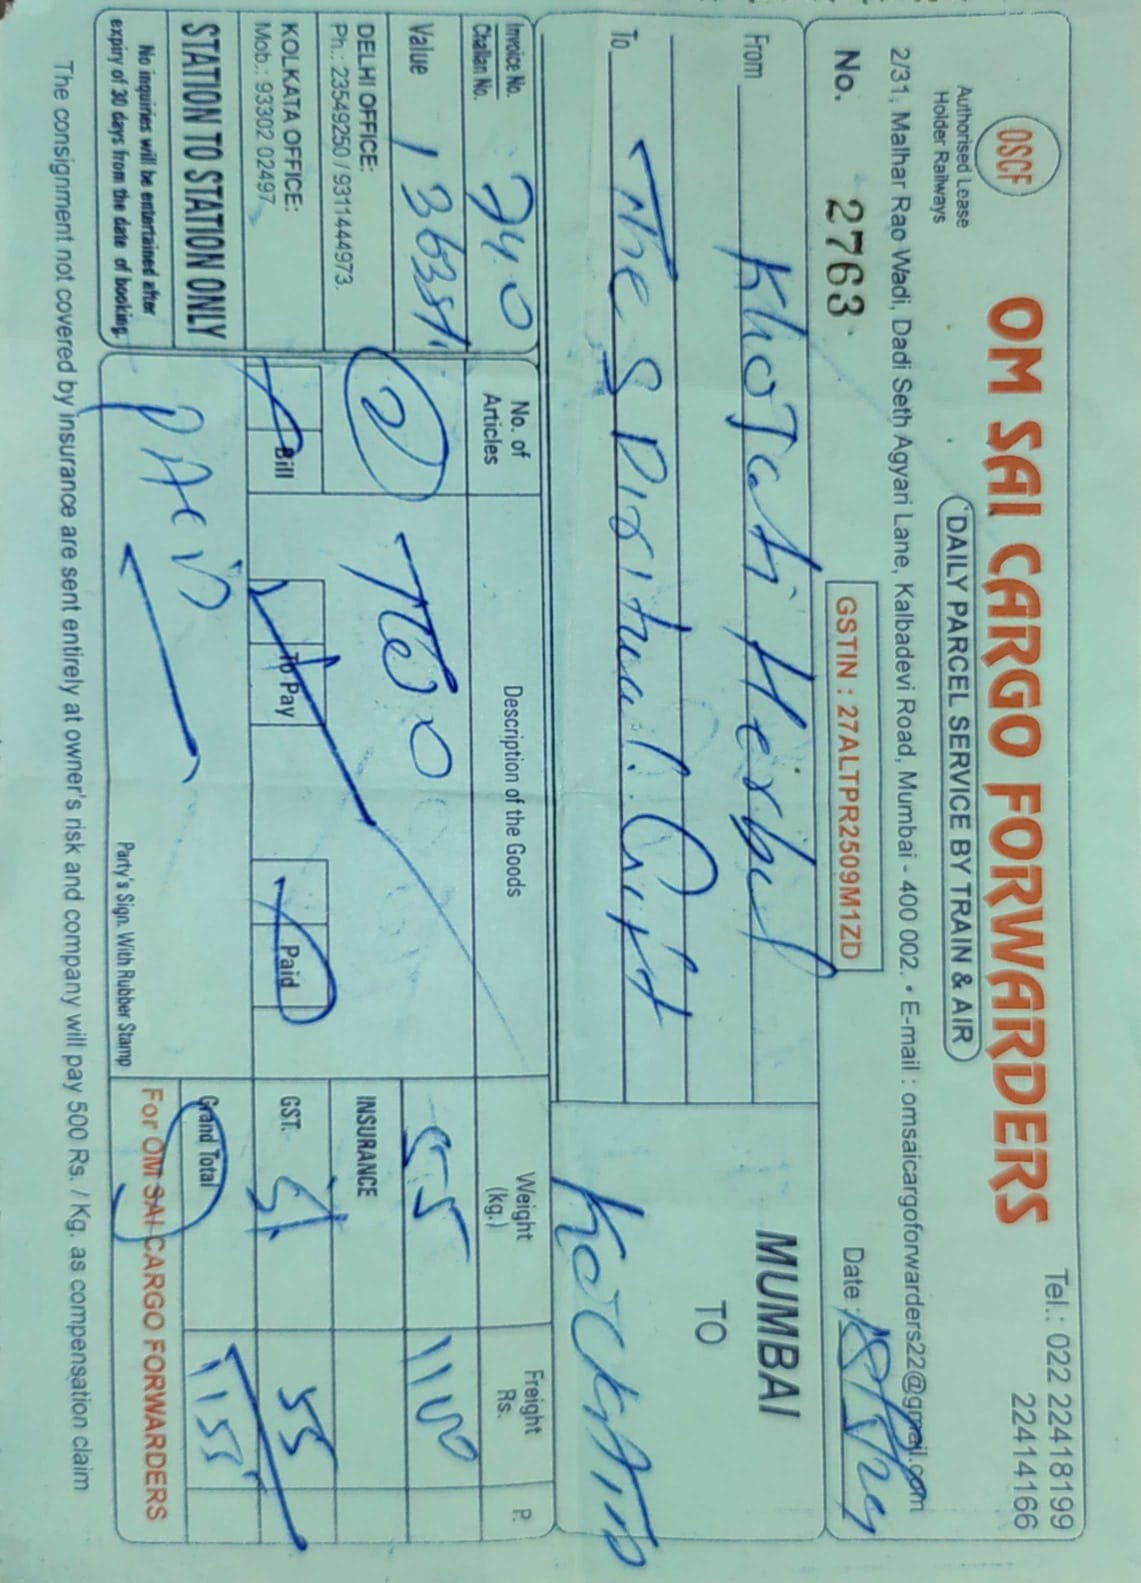 Tel.: 022 22418199
22414166
OSCF
OM SAI CARGO FORWARDERS
Authorised Lease
Holder Railways
DAILY PARCEL SERVICE BY TRAIN & AIR
2/31, Malhar Rao Wadi, Dadi Seth Agyari Lane, Kalbadevi Road, Mumbai - 400 002. • E-mail : omsaicargoforwarders22@gmail.com
No. 2763
GSTIN : 27ALTPR2509M1ZD
Date
From KhoJati Herbal
MUMBAI
TO
To The Spiritual
Invoice No.
Challan No. 240
No. of
Articles
Description of the Goods
Weight
(kg.)
Freight
Rs.
P.
Value 13635/-
2
55
1100
DELHI OFFICE:
Ph.: 23549250 / 9311444973.
INSURANCE
KOLKATA OFFICE:
Mob.: 93302 02497
Bill
To Pay
Paid
GST. 5%
55
STATION TO STATION ONLY
PAID
Grand Total
1155
No inquiries will be entertained after
expiry of 30 days from the date of booking.
Party's Sign. With Rubber Stamp
For OM SAI CARGO FORWARDERS
The consignment not covered by insurance are sent entirely at owner's risk and company will pay 500 Rs. / Kg. as compensation claim